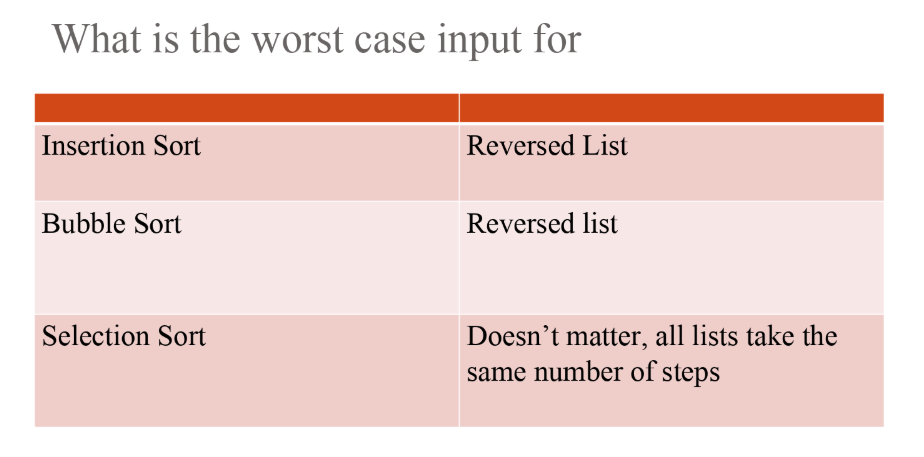 What is the worst case input for
Insertion Sort
Reversed List
Bubble Sort
Reversed list
Selection Sort
Doesn’t matter, all lists take the
same number of steps